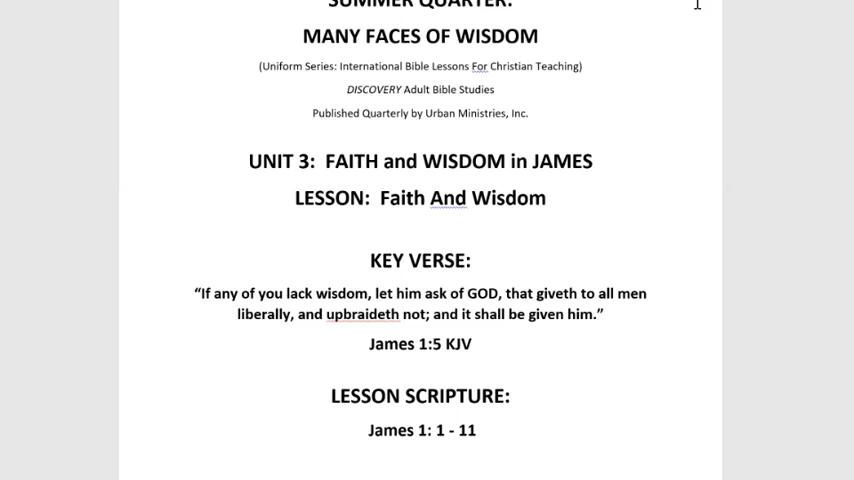 SUMMER QUARTER:
MANY FACES OF WISDOM
(Uniform Series: International Bible Lessons For Christian Teaching)
DISCOVERY Adult Bible Studies
Published Quarterly by Urban Ministries, Inc.
UNIT 3:  FAITH and WISDOM in JAMES
LESSON:  Faith And Wisdom
KEY VERSE:
“If any of you lack wisdom, let him ask of GOD, that giveth to all men
liberally, and upbraideth not; and it shall be given him.”
James 1:5 KJV
LESSON SCRIPTURE:
James 1: 1 - 11